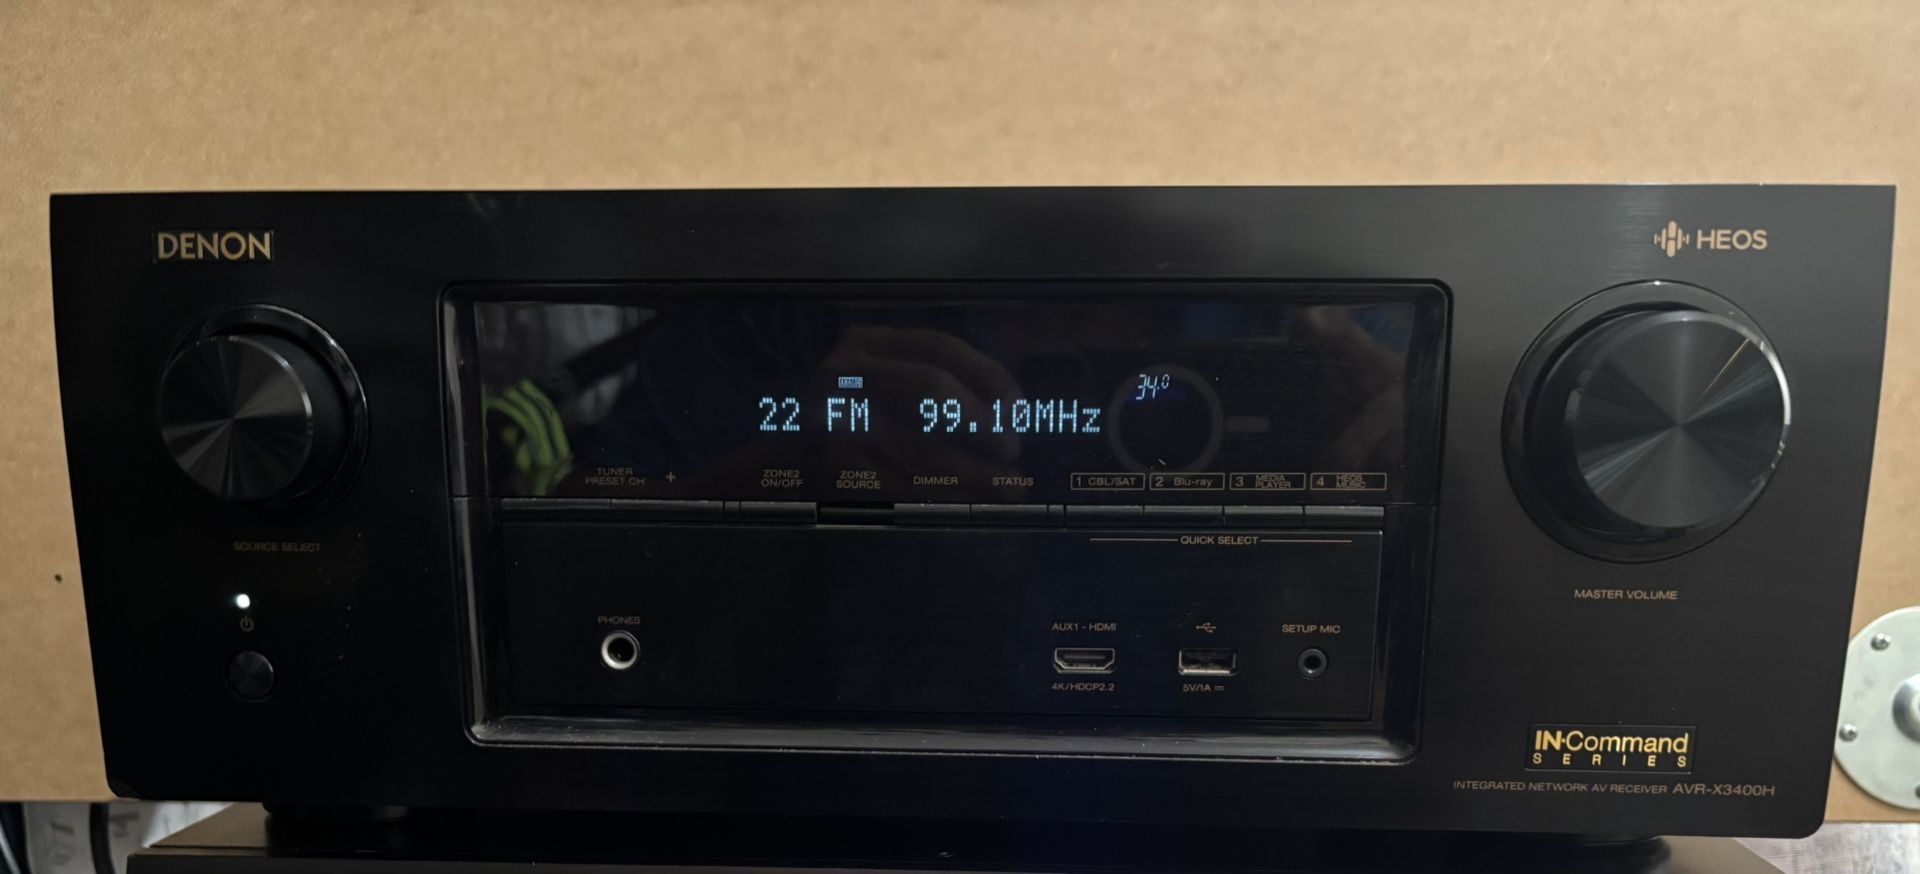 DENON
HEOS
34.0
22 FM 99.10MHz
TUNER
PRESET CH +
ZONE2
ON/OFF
ZONE2
SOURCE
DIMMER
STATUS
1 CBL/SAT
2 Blu-ray
3 MEDIA
PLAYER
4 HEOS
MUSIC
QUICK SELECT
SOURCE SELECT
MASTER VOLUME
PHONES
AUX1 - HDMI
4K/HDCP2.2
5V/1A
SETUP MIC
IN·Command
SERIES
INTEGRATED NETWORK AV RECEIVER AVR-X3400H